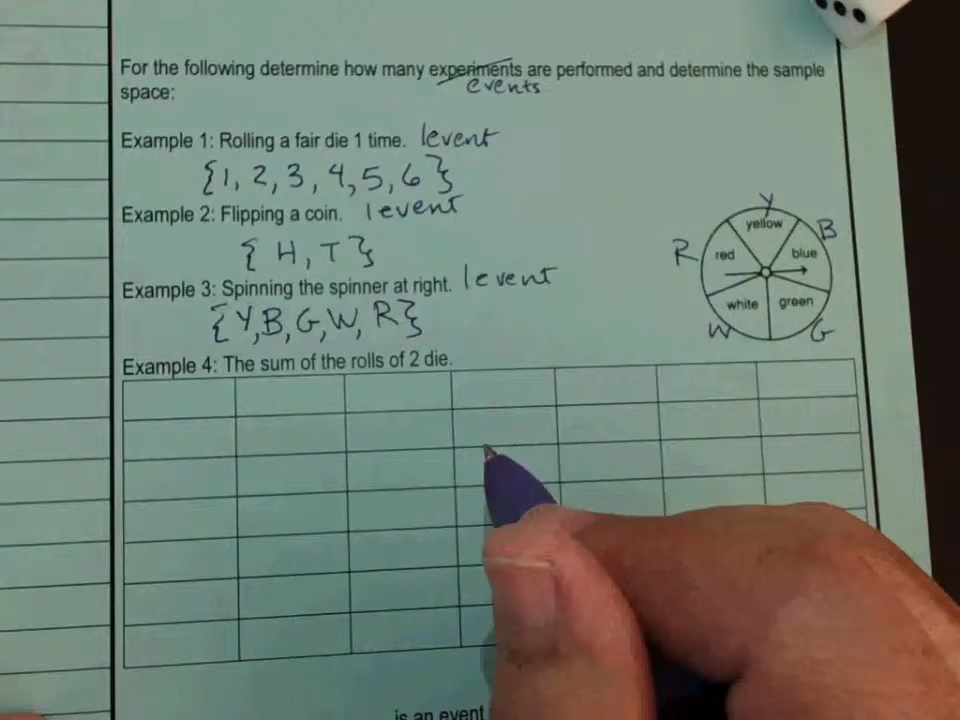 For the following determine how many experiments are performed and determine the sample
events
space:
Example 1: Rolling a fair die 1 time. 1event
{1, 2, 3, 4, 5, 6}
Example 2: Flipping a coin. 1event
{ H, T }
Y
yellow
B
R
red
blue
white
green
W
G
Example 3: Spinning the spinner at right. 1event
{Y, B, G, W, R}
Example 4: The sum of the rolls of 2 die.
is an event